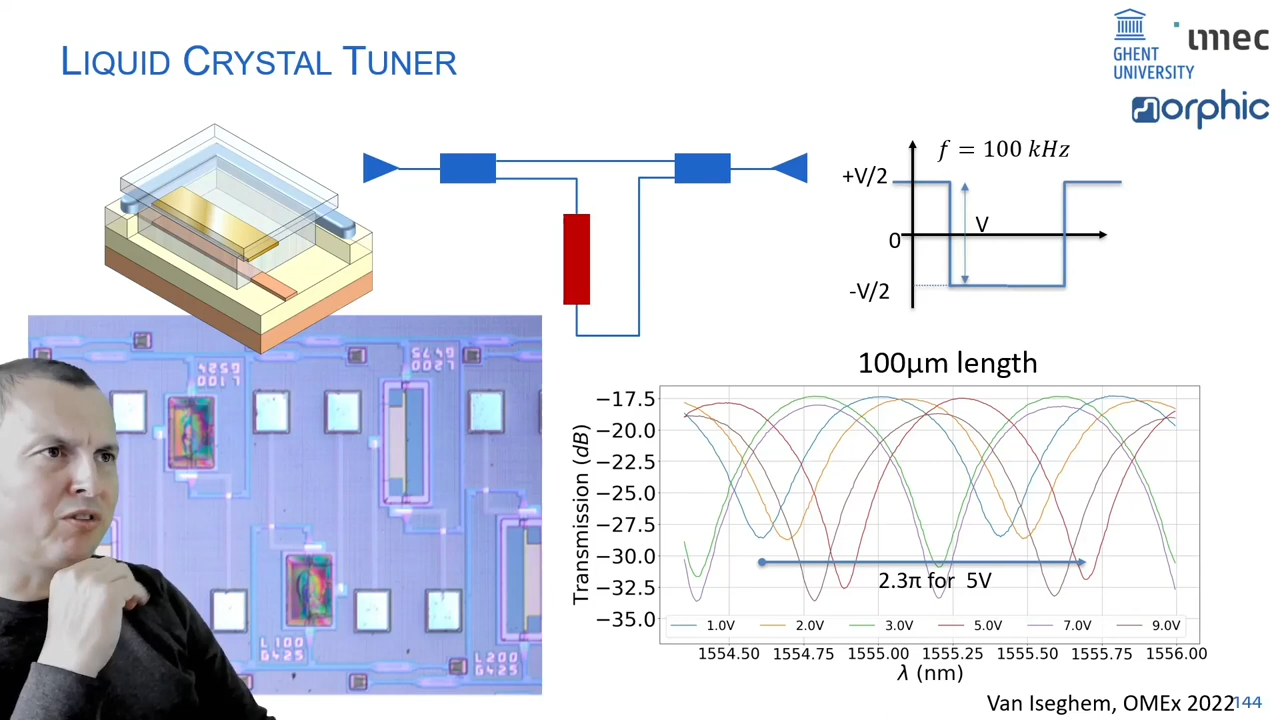 LIQUID CRYSTAL TUNER
GHENT
UNIVERSITY
imec
morphic
f = 100 kHz
+V/2
V
0
-V/2
100μm length
Transmission (dB)
−17.5
−20.0
−22.5
−25.0
−27.5
−30.0
−32.5
−35.0
2.3π for 5V
1.0V 2.0V 3.0V 5.0V 7.0V 9.0V
1554.50 1554.75 1555.00 1555.25 1555.50 1555.75 1556.00
λ (nm)
L100
G425
L200
G425
Van Iseghem, OMEx 2022
144